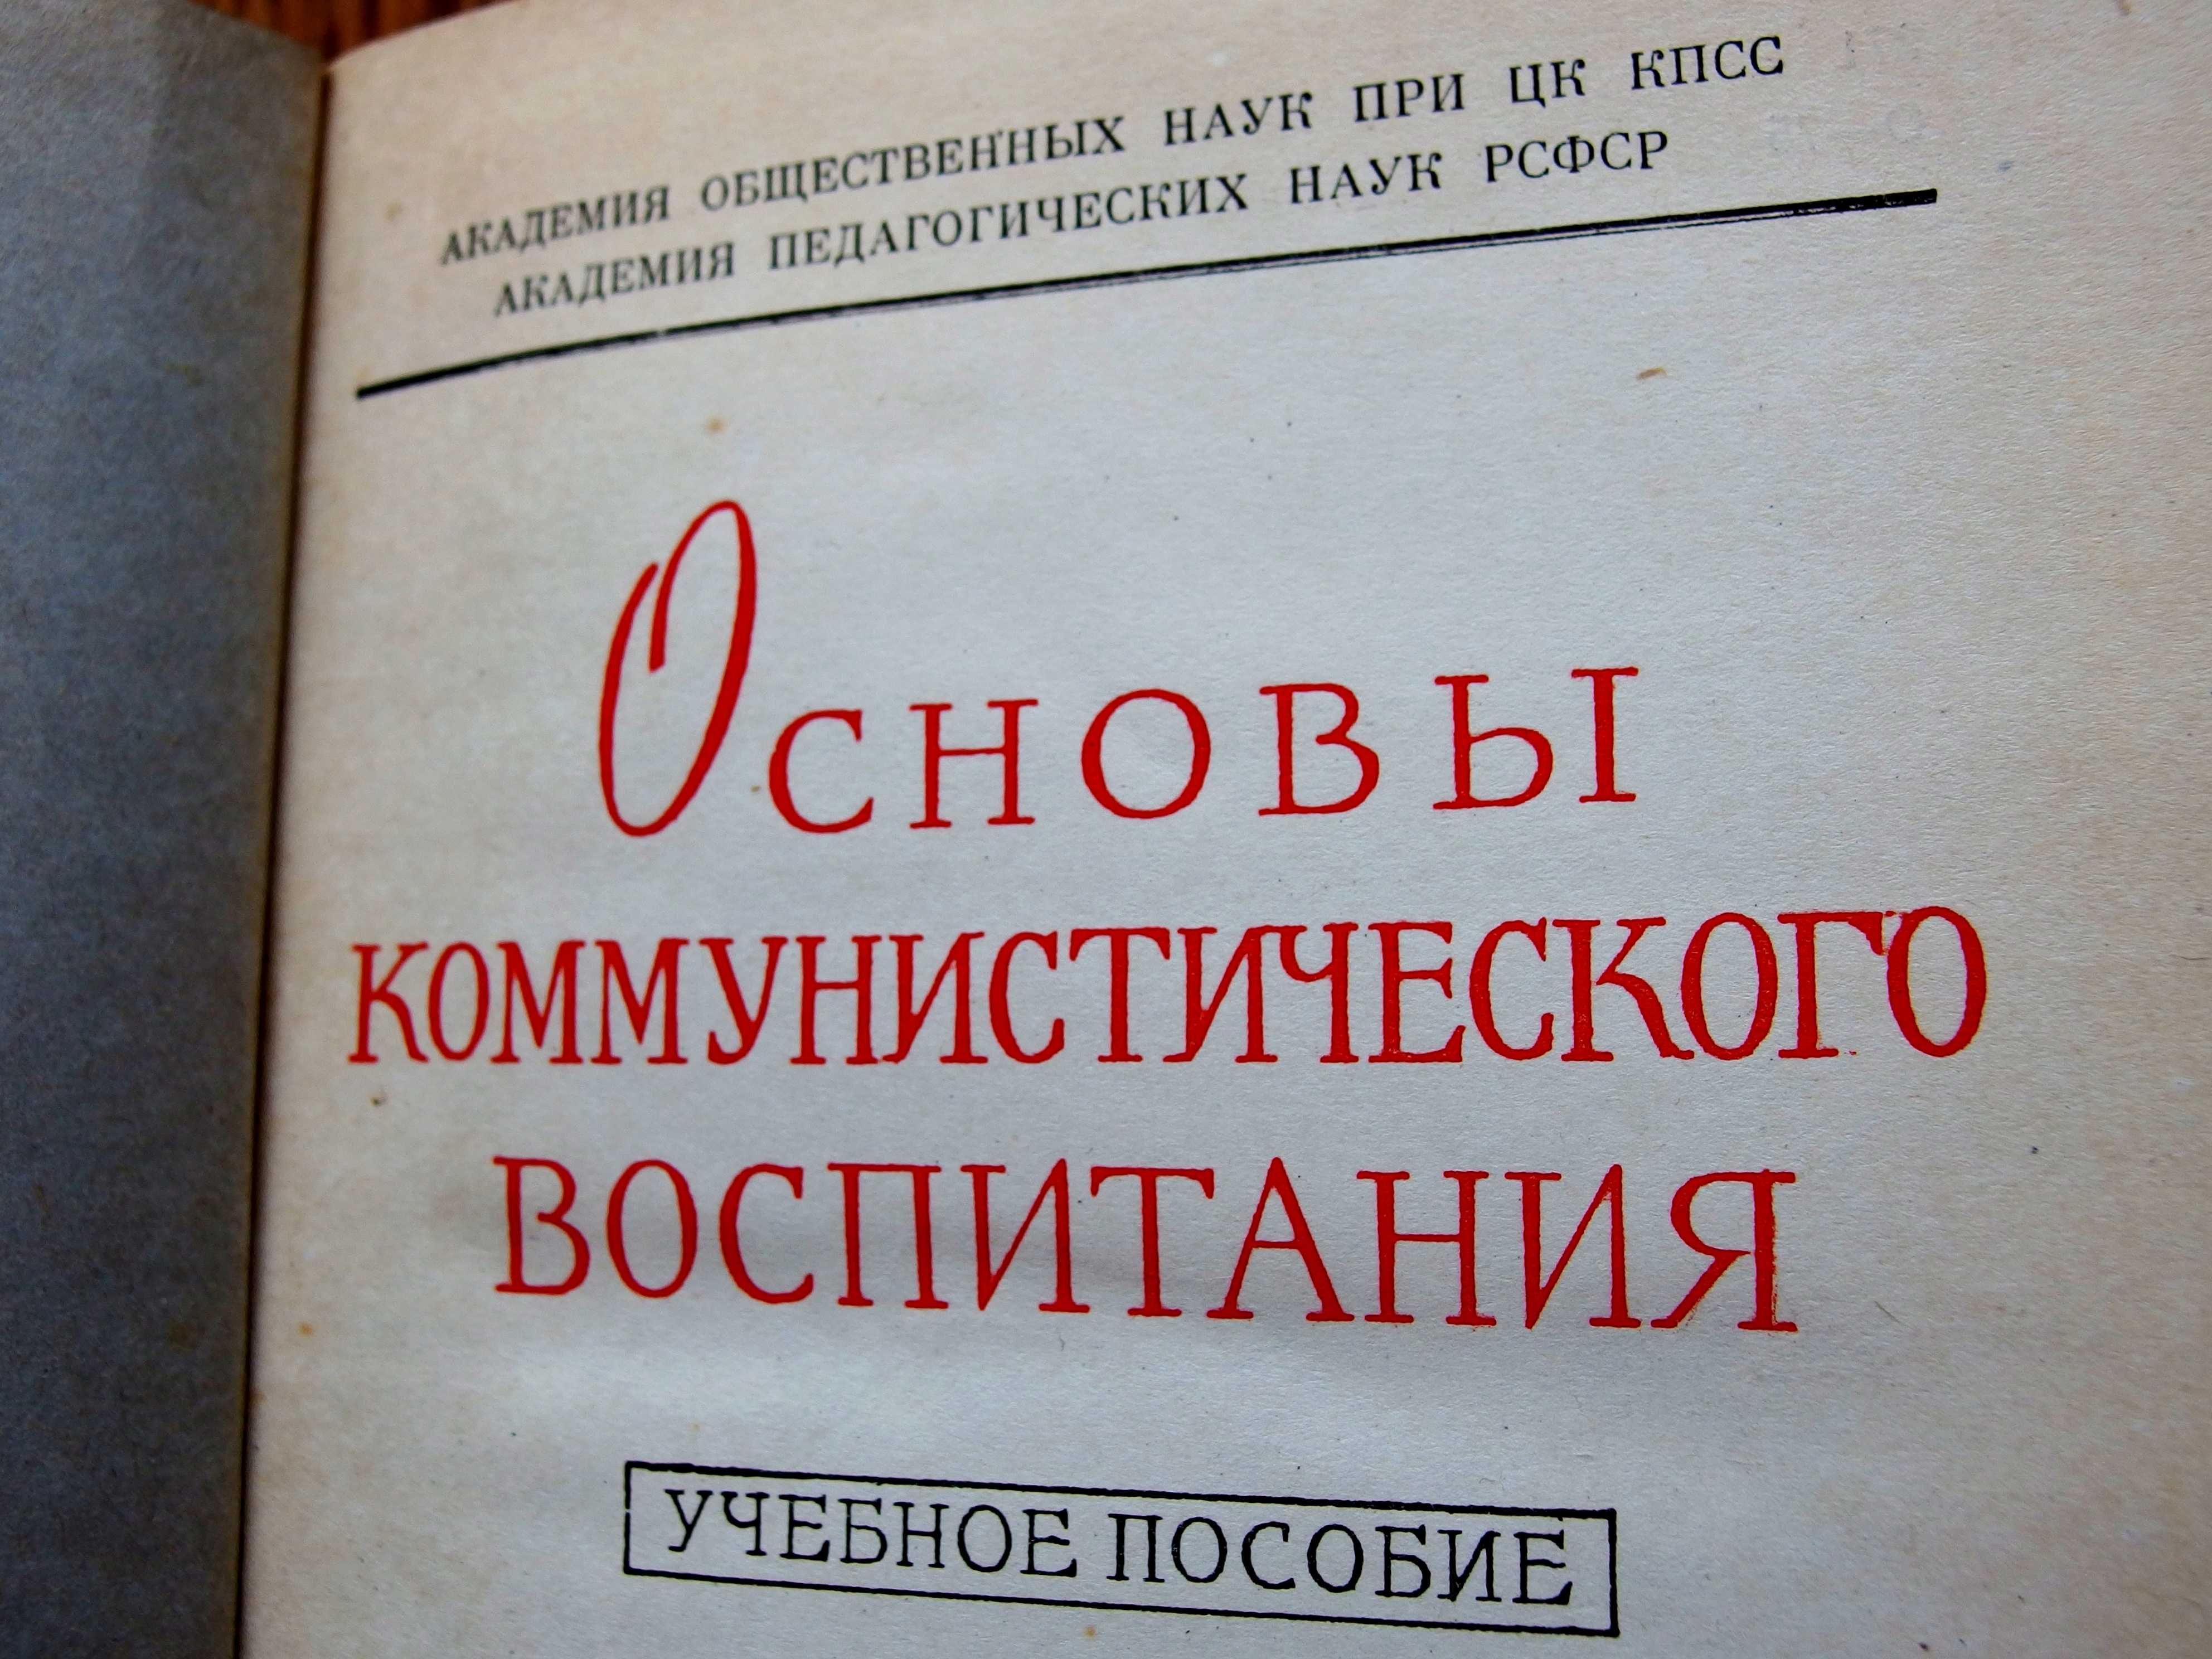 АКАДЕМИЯ ОБЩЕСТВЕННЫХ НАУК ПРИ ЦК КПСС
АКАДЕМИЯ ПЕДАГОГИЧЕСКИХ НАУК РСФСР
Основы
КОММУНИСТИЧЕСКОГО
ВОСПИТАНИЯ
УЧЕБНОЕ ПОСОБИЕ